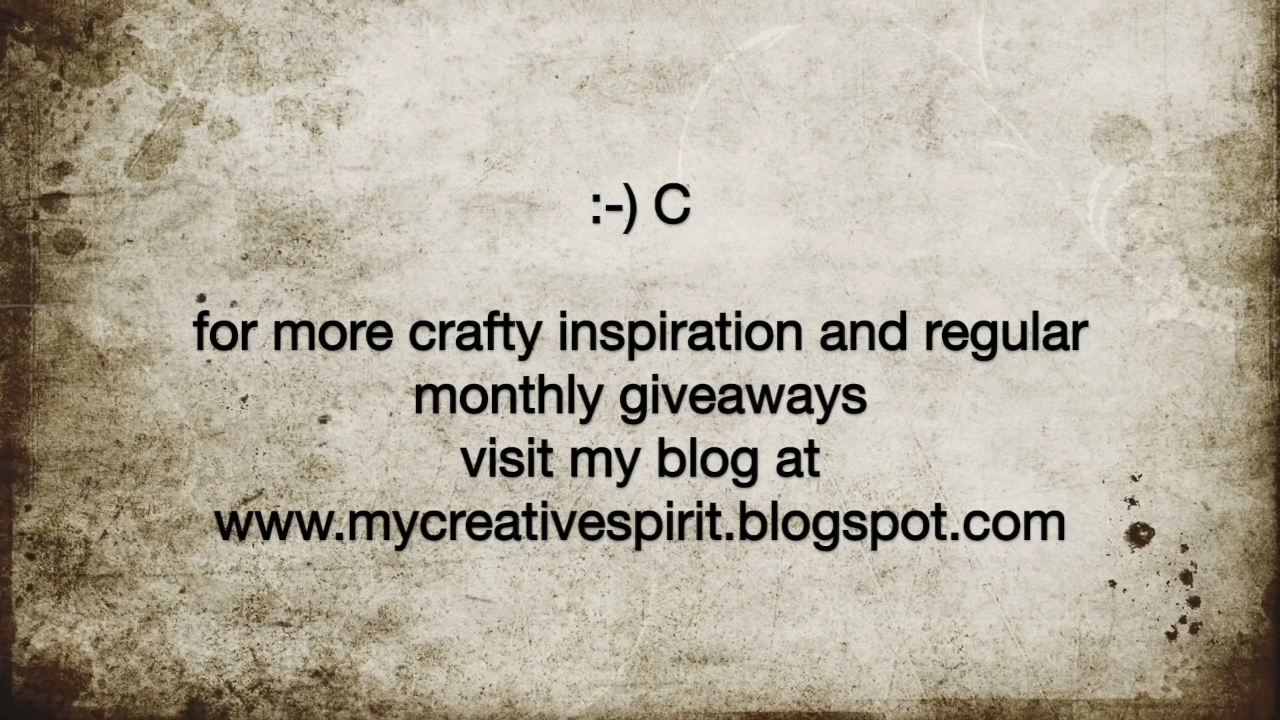 :-) C
for more crafty inspiration and regular
monthly giveaways
visit my blog at
www.mycreativespirit.blogspot.com